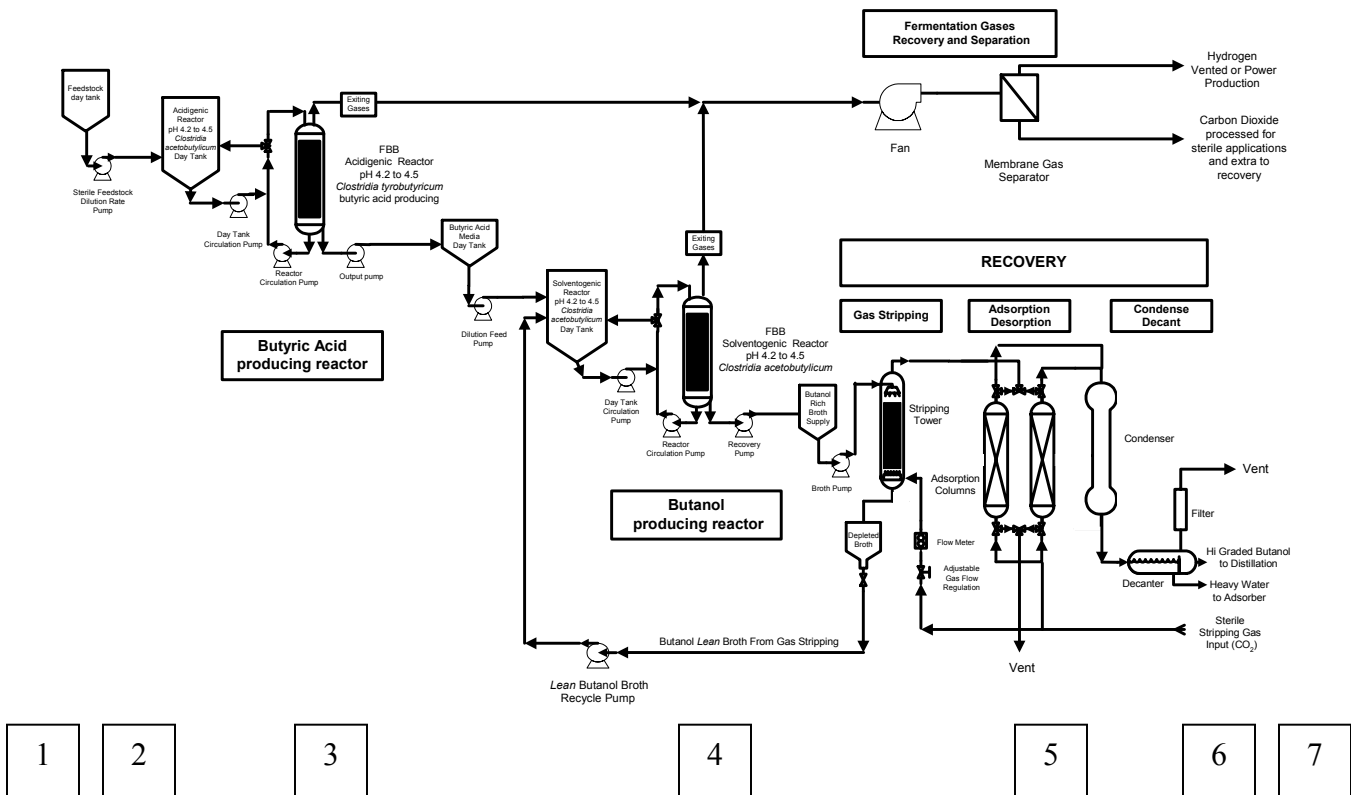 Fermentation Gases
Recovery and Separation
Hydrogen
Vented or Power
Production
Carbon Dioxide
processed for
sterile applications
and extra to
recovery
Fan
Membrane Gas
Separator
Feedstock
day tank
Sterile Feedstock
Dilution Rate
Pump
Acidigenic
Reactor
pH 4.2 to 4.5
Clostridia
acetobutylicum
Day Tank
Day Tank
Circulation Pump
Exiting
Gases
FBB
Acidigenic Reactor
pH 4.2 to 4.5
Clostridia tyrobutyricum
butyric acid producing
Reactor
Circulation Pump
Output pump
Butyric Acid
Media
Day Tank
Dilution Feed
Pump
Butyric Acid
producing reactor
Solventogenic
Reactor
pH 4.2 to 4.5
Clostridia
acetobutylicum
Day Tank
Day Tank
Circulation
Pump
Exiting
Gases
FBB
Solventogenic Reactor
pH 4.2 to 4.5
Clostridia acetobutylicum
Reactor
Circulation Pump
Recovery
Pump
Butanol
Rich
Broth
Supply
Broth Pump
Butanol
producing reactor
RECOVERY
Gas Stripping
Adsorption
Desorption
Condense
Decant
Stripping
Tower
Adsorption
Columns
Condenser
Vent
Filter
Depleted
Broth
Flow Meter
Adjustable
Gas Flow
Regulation
Decanter
Hi Graded Butanol
to Distillation
Heavy Water
to Adsorber
Sterile
Stripping Gas
Input (CO2)
Vent
Butanol Lean Broth From Gas Stripping
Lean Butanol Broth
Recycle Pump
1
2
3
4
5
6
7